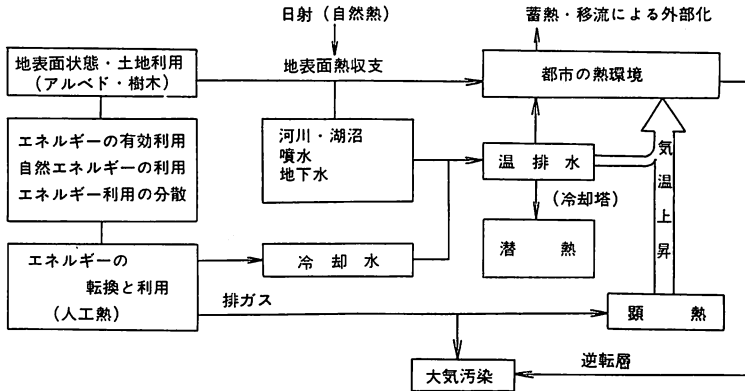 日射（自然熱）
蓄熱・移流による外部化
地表面状態・土地利用
（アルベド・樹木）
地表面熱収支
都市の熱環境
エネルギーの有効利用
自然エネルギーの利用
エネルギー利用の分散
河川・湖沼
噴水
地下水
温排水
気温上昇
（冷却塔）
潜熱
エネルギーの
転換と利用
（人工熱）
冷却水
排ガス
顕熱
大気汚染
逆転層